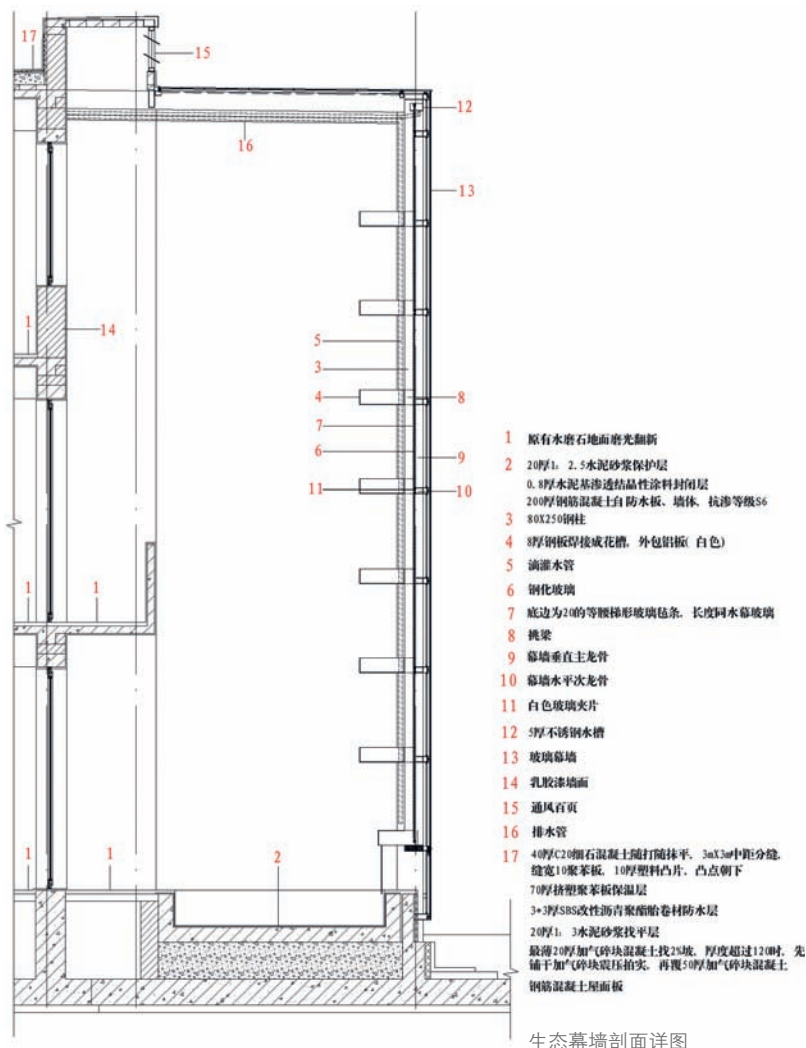 17
15
12
16
13
1
14
5
3
4
8
7
6
9
11
10
1
1
1
1
2
1 原有水磨石地面磨光翻新
2 20厚1：2.5水泥砂浆保护层
0.8厚水泥基渗透结晶性涂料封闭层
200厚钢筋混凝土自防水板、墙体，抗渗等级S6
3 80X250钢柱
4 8厚钢板焊接成花槽，外包铝板（白色）
5 滴灌水管
6 钢化玻璃
7 底边为20的等腰梯形玻璃毡条，长度同水幕玻璃
8 挑梁
9 幕墙垂直主龙骨
10 幕墙水平次龙骨
11 白色玻璃夹片
12 5厚不锈钢水槽
13 玻璃幕墙
14 乳胶漆墙面
15 通风百页
16 排水管
17 40厚C20细石混凝土随打随抹平，3mX3m中距分缝，
缝宽10聚苯板，10厚塑料凸片，凸点朝下
70厚挤塑聚苯板保温层
3+3厚SBS改性沥青聚酯胎卷材防水层
20厚1：3水泥砂浆找平层
最薄20厚加气碎块混凝土找2%坡，厚度超过120时，先
铺干加气碎块震压拍实，再覆50厚加气碎块混凝土
钢筋混凝土屋面板
生态幕墙剖面详图